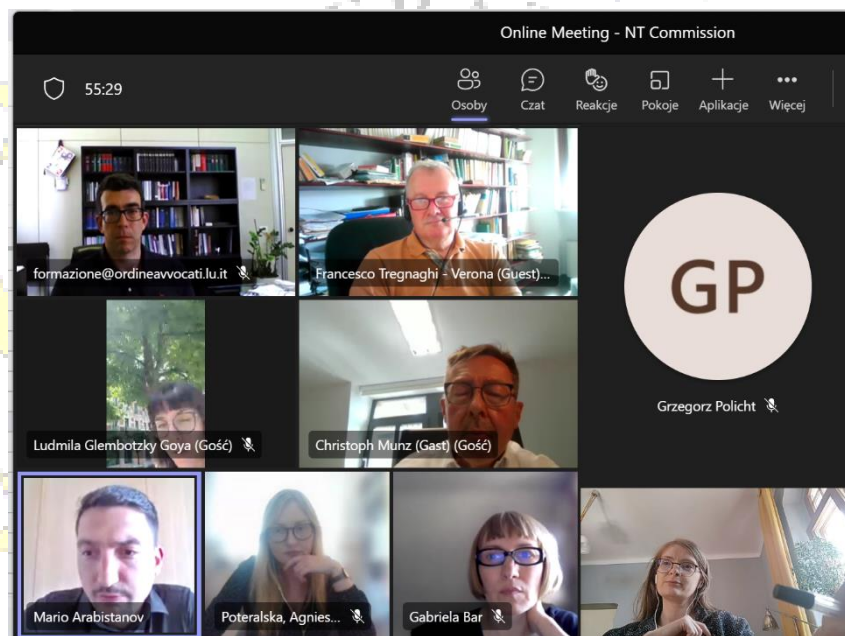 Online Meeting - NT Commission
55:29
Osoby
Czat
Reakcje
Pokoje
Aplikacje
Więcej
formazione@ordineavvocati.lu.it
Francesco Tregnaghi - Verona (Guest)...
GP
Grzegorz Policht
Ludmila Glembotzky Goya (Gość)
Christoph Munz (Gast) (Gość)
Mario Arabistanov
Poteralska, Agnies...
Gabriela Bar